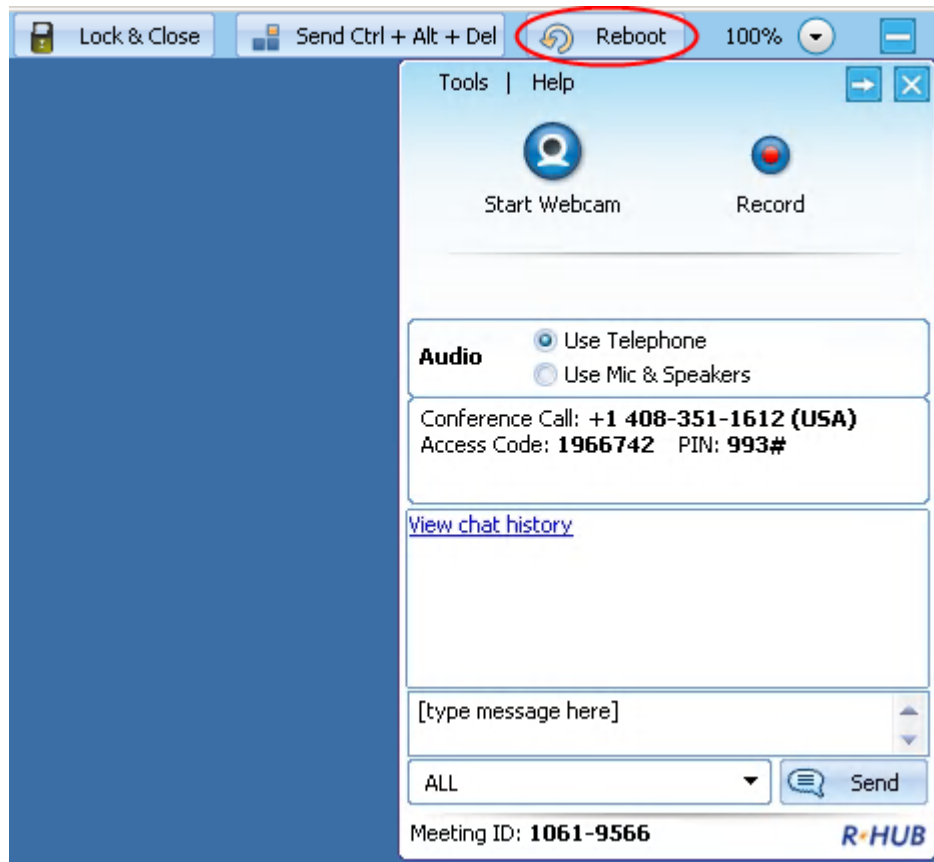 Lock & Close Send Ctrl + Alt + Del Reboot 100%
Tools | Help
Start Webcam Record
Audio
Use Telephone
Use Mic & Speakers
Conference Call: +1 408-351-1612 (USA)
Access Code: 1966742 PIN: 993#
View chat history
[type message here]
ALL Send
Meeting ID: 1061-9566 R-HUB